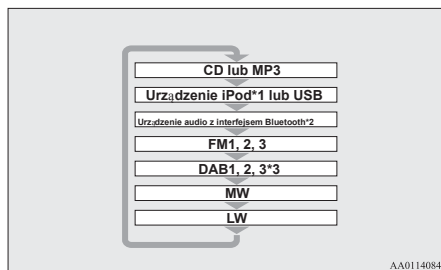 CD lub MP3
Urządzenie iPod*1 lub USB
Urządzenie audio z interfejsem Bluetooth*2
FM1, 2, 3
DAB1, 2, 3*3
MW
LW
AA0114084